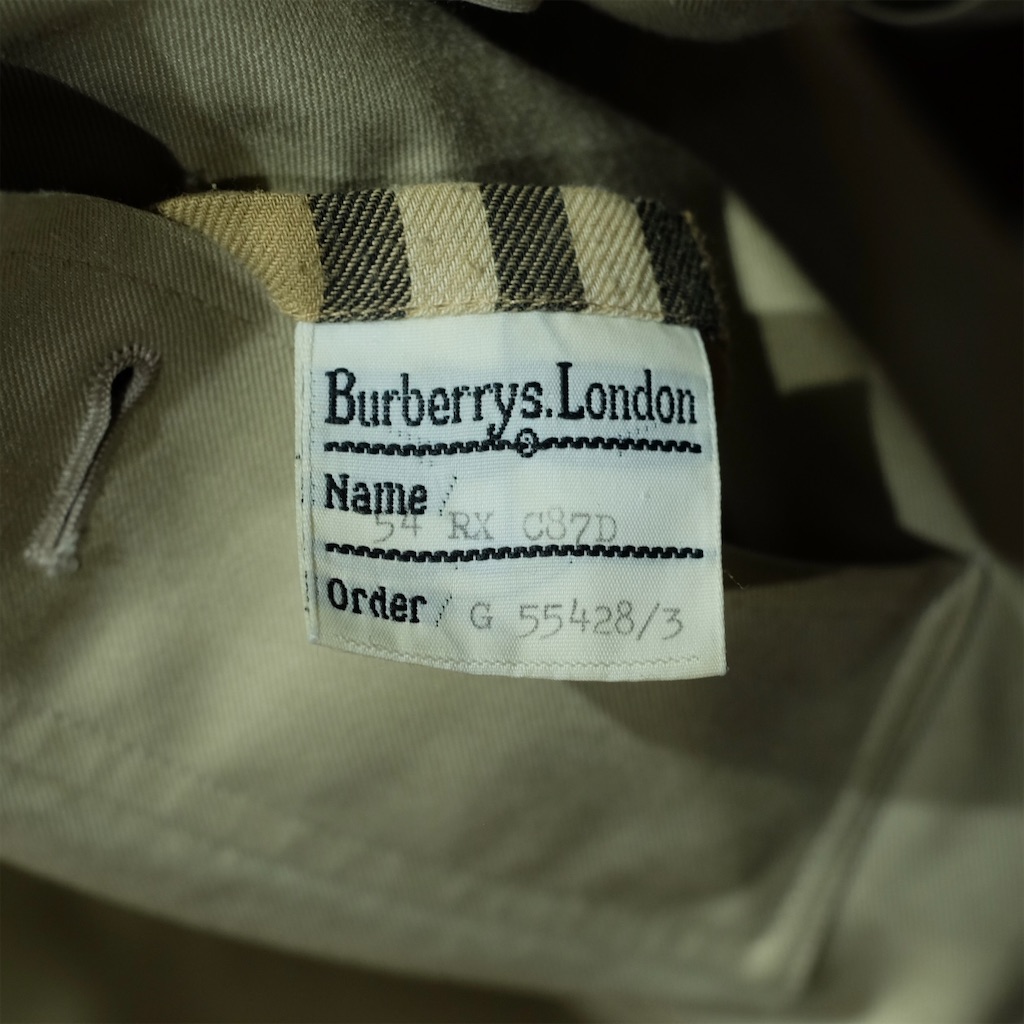 Burberrys. London
Name /
54 RX C87D
Order / G 55428/3